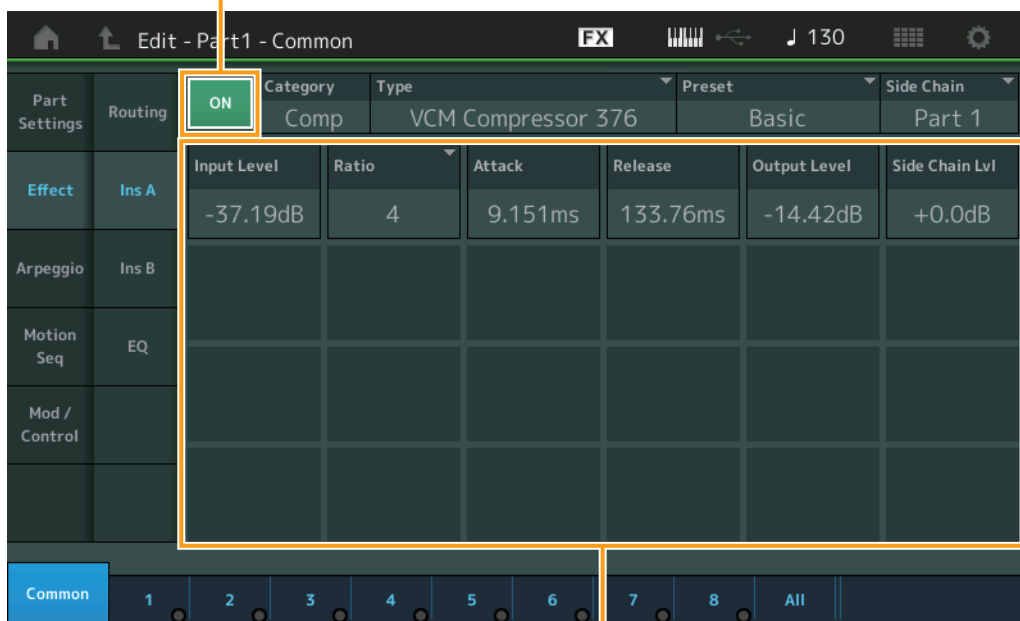 Edit - Part1 - Common
FX
130
Part Settings
Routing
ON
Category
Comp
Type
VCM Compressor 376
Preset
Basic
Side Chain
Part 1
Effect
Ins A
Input Level
-37.19dB
Ratio
4
Attack
9.151ms
Release
133.76ms
Output Level
-14.42dB
Side Chain Lvl
+0.0dB
Arpeggio
Ins B
Motion Seq
EQ
Mod / Control
Common
1
2
3
4
5
6
7
8
All